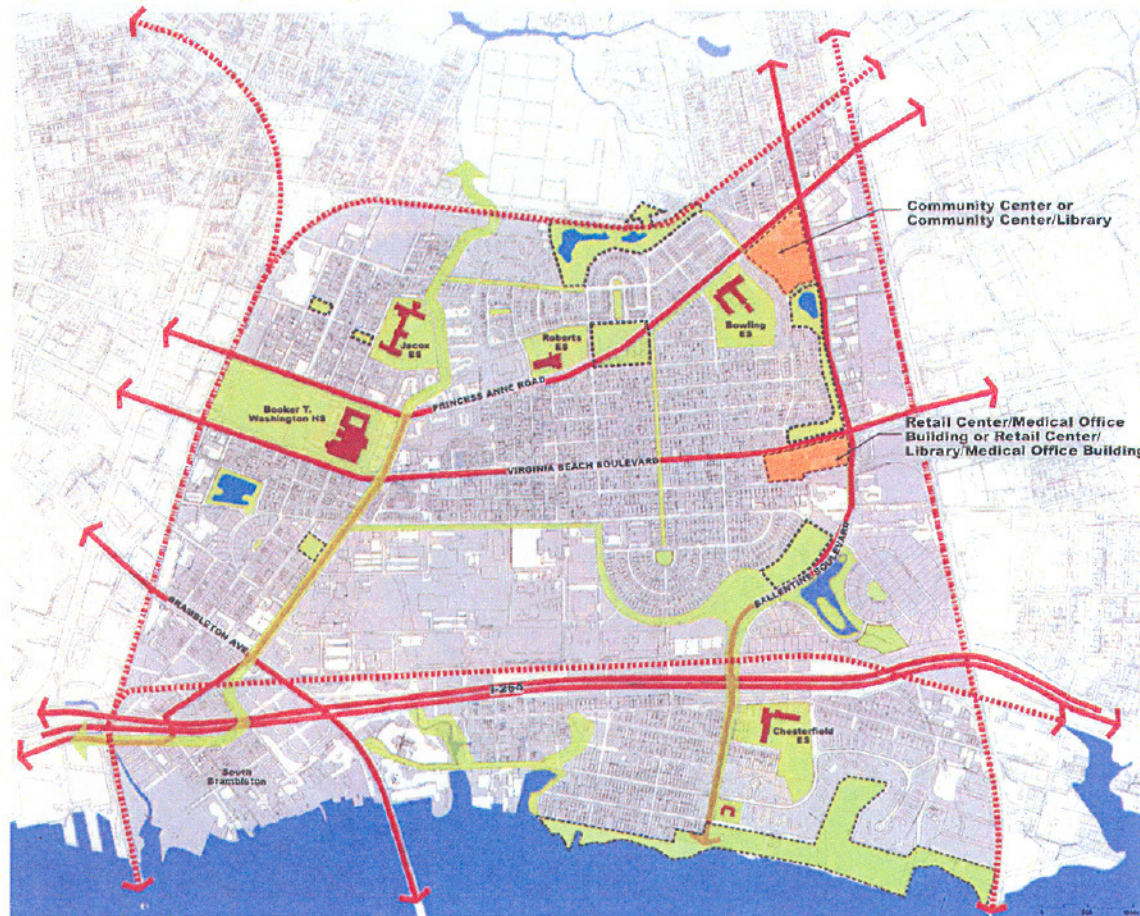 Community Center or
Community Center/Library
Bowling
ES
Jacox
ES
Roberts
ES
PRINCESS ANNE ROAD
Booker T.
Washington HS
Retail Center/Medical Office
Building or Retail Center/
Library/Medical Office Building
VIRGINIA BEACH BOULEVARD
BALLENTINE BOULEVARD
BRAMBLETON AVE
I-264
Chesterfield
ES
South
Brambleton